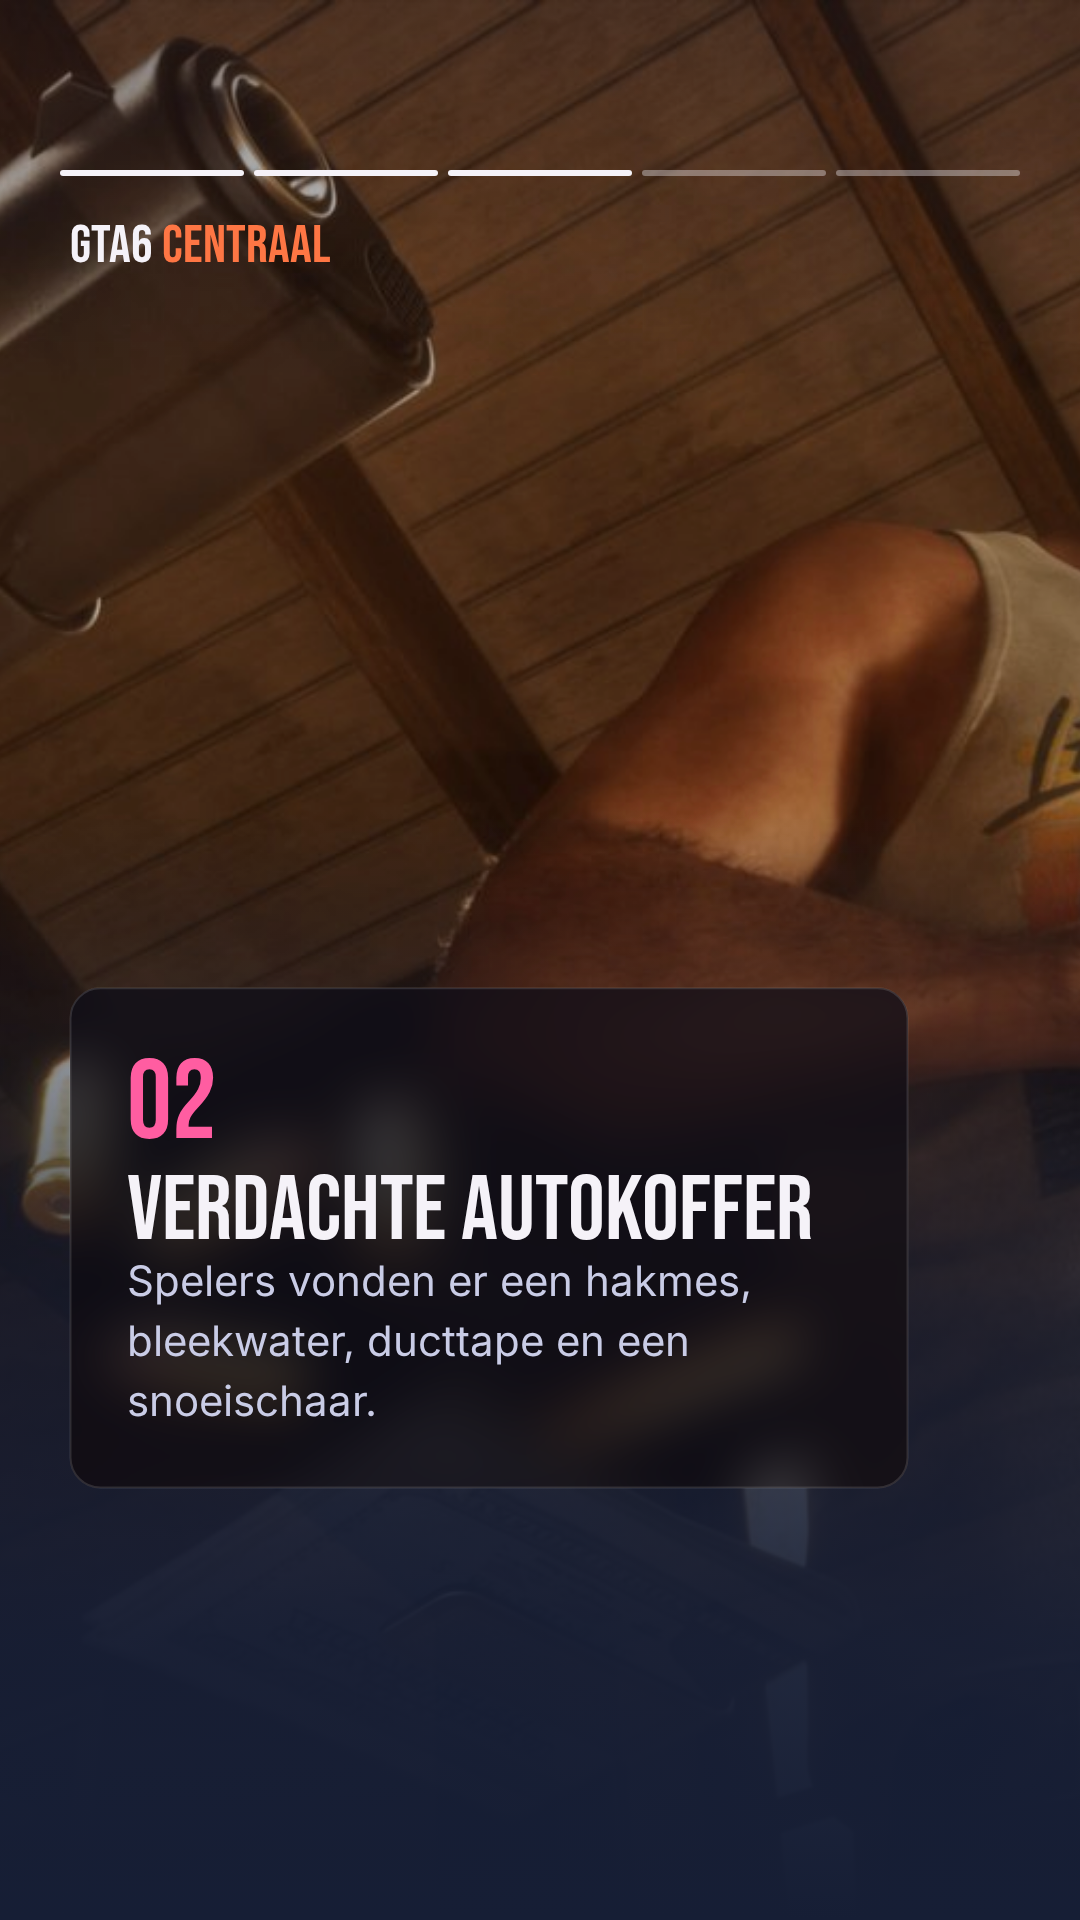 GTA6 CENTRAAL
02
VERDACHTE AUTOKOFFER
Spelers vonden er een hakmes,
bleekwater, ducttape en een
snoeischaar.